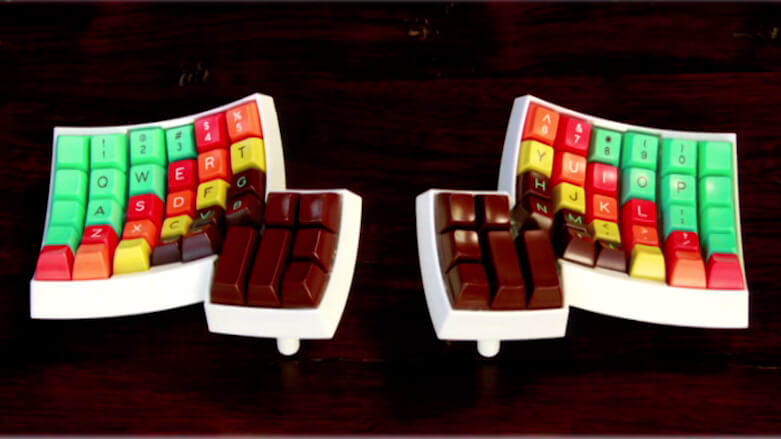 ! 1 @ 2 # 3 $ 4 % 5
Q W E R T
A S D F G
Z X C V B
^ 6 & 7 * 8 ( 9 ) 0
Y U I O P
H J K L
N M